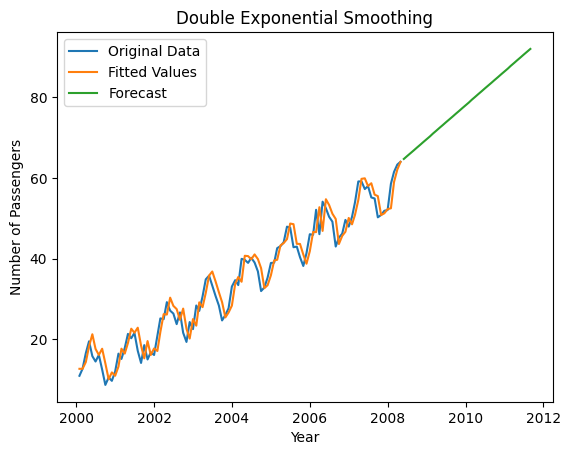 Double Exponential Smoothing
Original Data
Fitted Values
Forecast
Number of Passengers
80
60
40
20
2000 2002 2004 2006 2008 2010 2012
Year